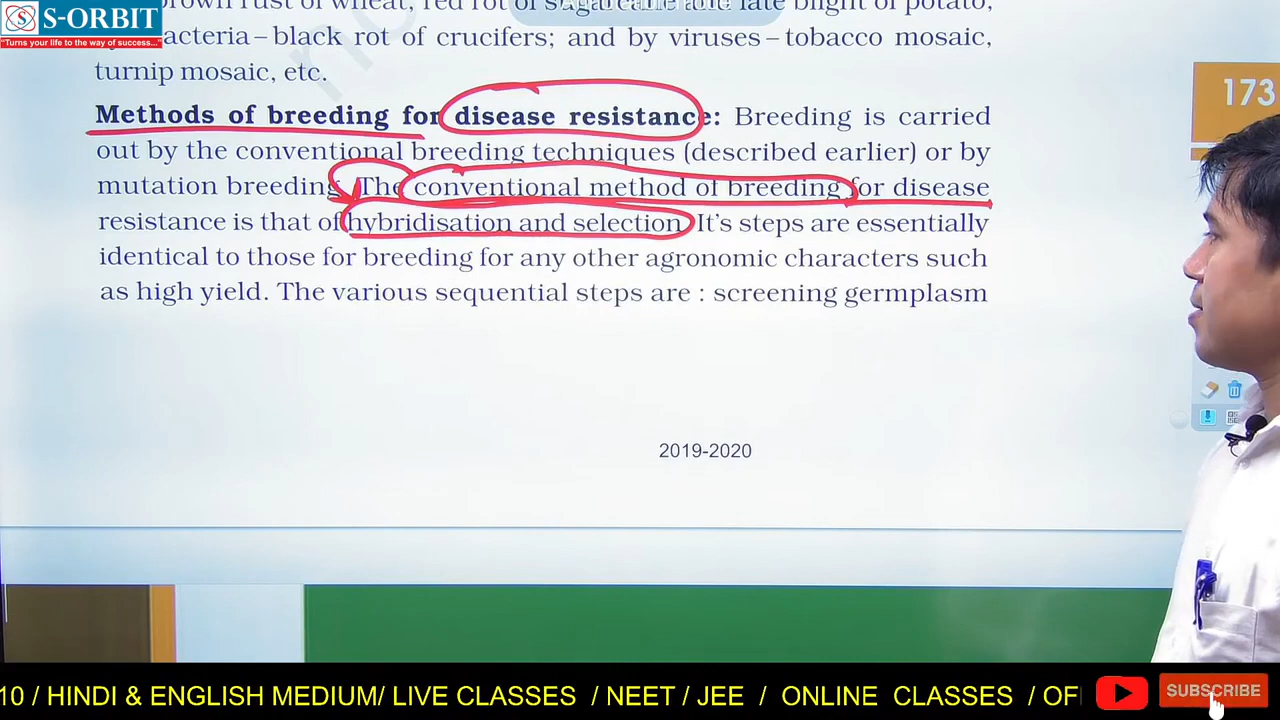 S-ORBIT
"Turns your life to the way of success..."
brown rust of wheat, red rot of sugarcane and late blight of potato,
acteria – black rot of crucifers; and by viruses – tobacco mosaic,
turnip mosaic, etc.
173
Methods of breeding for disease resistance: Breeding is carried
out by the conventional breeding techniques (described earlier) or by
mutation breeding. The conventional method of breeding for disease
resistance is that of hybridisation and selection. It's steps are essentially
identical to those for breeding for any other agronomic characters such
as high yield. The various sequential steps are : screening germplasm
2019-2020
10 / HINDI & ENGLISH MEDIUM/ LIVE CLASSES / NEET / JEE / ONLINE CLASSES / OF
SUBSCRIBE